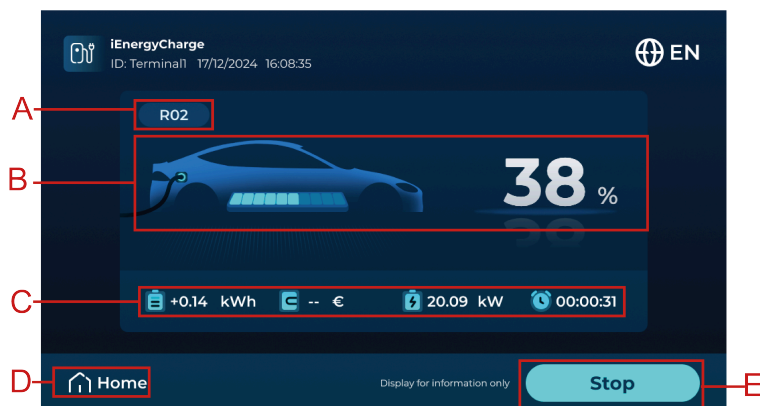 iEnergyCharge
ID: Terminal1 17/12/2024 16:08:35
EN
A
R02
B
38 %
C
+0.14 kWh -- € 20.09 kW 00:00:31
D
Home
Display for information only
Stop
E